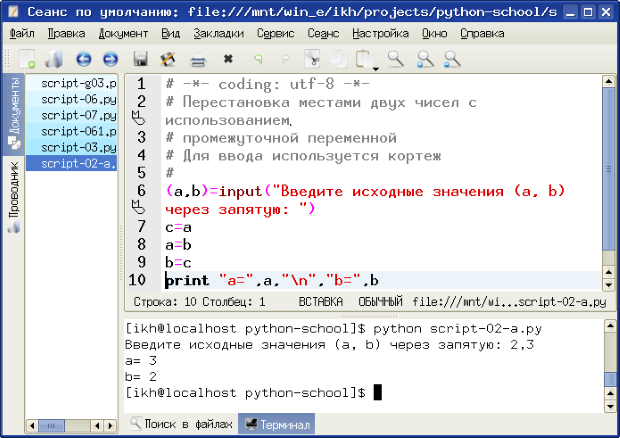 Сеанс по умолчанию: file:///mnt/win_e/ikh/projects/python-school/s
Файл Правка Документ Вид Закладки Сервис Сеанс Настройка Окно Справка
Документы
Проводник
script-g03.p
script-06.py
script-07.py
script-061.p
script-03.py
script-02-a.
1 # -*- coding: utf-8 -*-
2 # Перестановка местами двух чисел с
использованием.
3 # промежуточной переменной
4 # Для ввода используется кортеж
5 #
6 (a,b)=input("Введите исходные значения (a, b)
через запятую: ")
7 c=a
8 a=b
9 b=c
10 print "a=",a,"\n","b=",b
Строка: 10 Столбец: 1 ВСТАВКА ОБЫЧНЫЙ file:///mnt/wi...script-02-a.py
[ikh@localhost python-school]$ python script-02-a.py
Введите исходные значения (a, b) через запятую: 2,3
a= 3
b= 2
[ikh@localhost python-school]$
Поиск в файлах Терминал